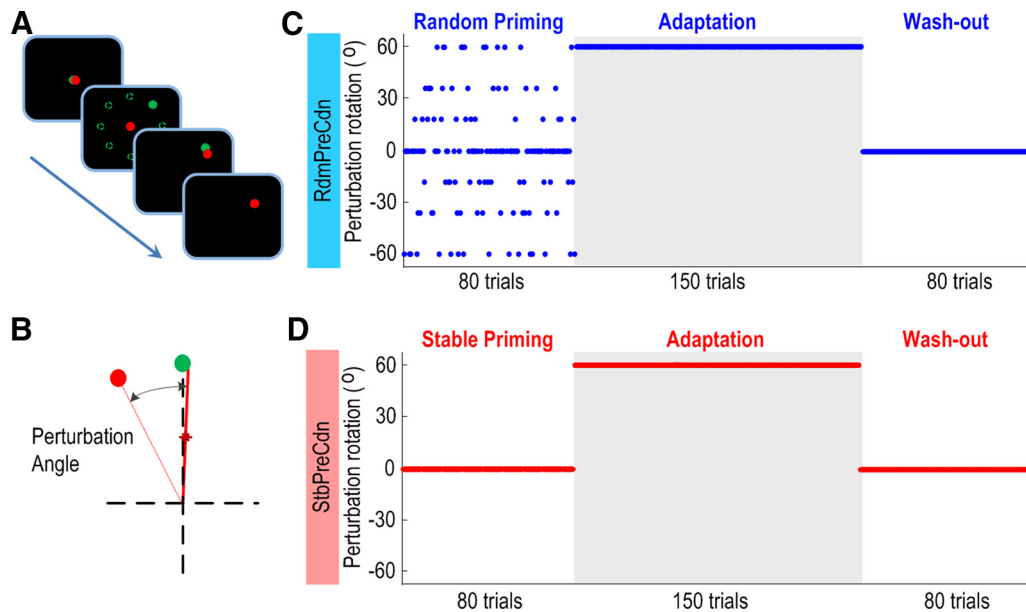 A
B
Perturbation
Angle
C
Random Priming Adaptation Wash-out
RdmPreCdn
Perturbation rotation ( º)
60
30
0
-30
-60
80 trials 150 trials 80 trials
D
Stable Priming Adaptation Wash-out
StbPreCdn
Perturbation rotation ( º)
60
30
0
-30
-60
80 trials 150 trials 80 trials